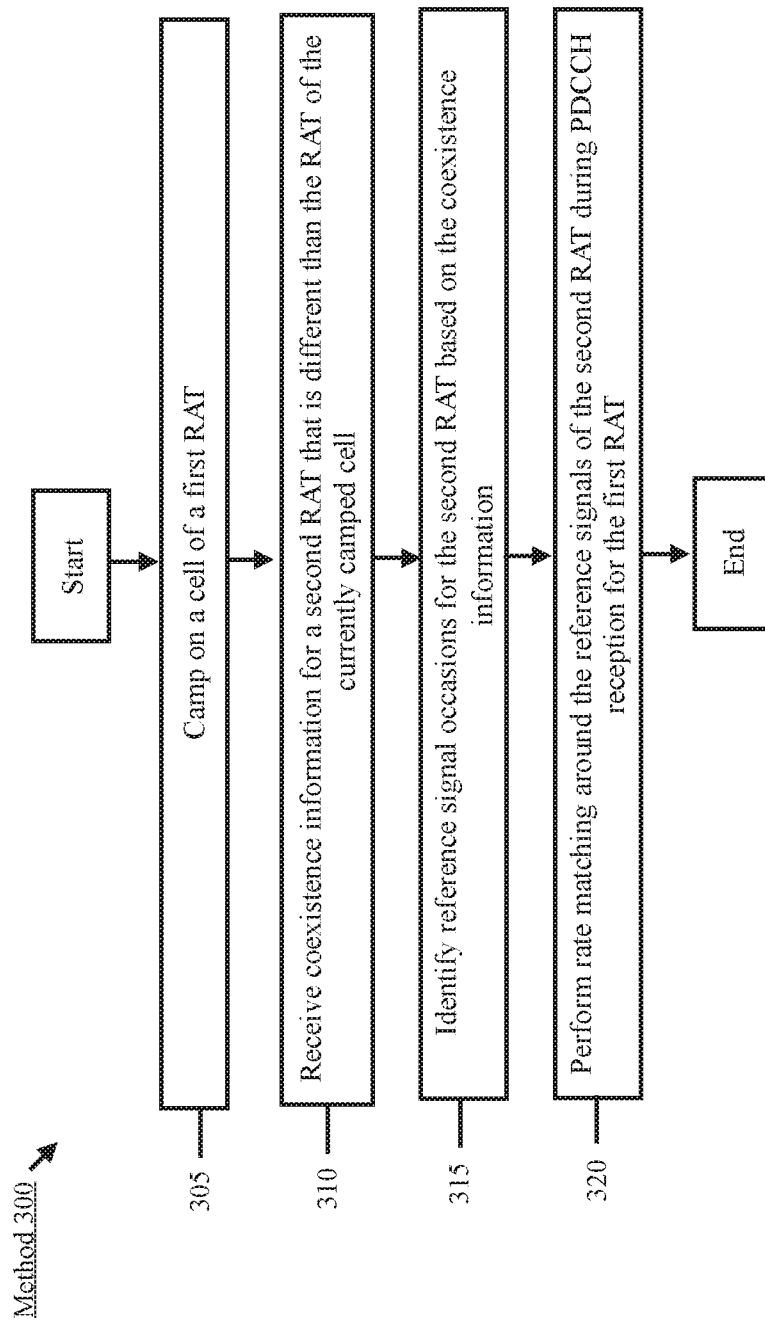 Method 300
Start
305
Camp on a cell of a first RAT
310
Receive coexistence information for a second RAT that is different than the RAT of the
currently camped cell
315
Identify reference signal occasions for the second RAT based on the coexistence
information
320
Perform rate matching around the reference signals of the second RAT during PDCCH
reception for the first RAT
End